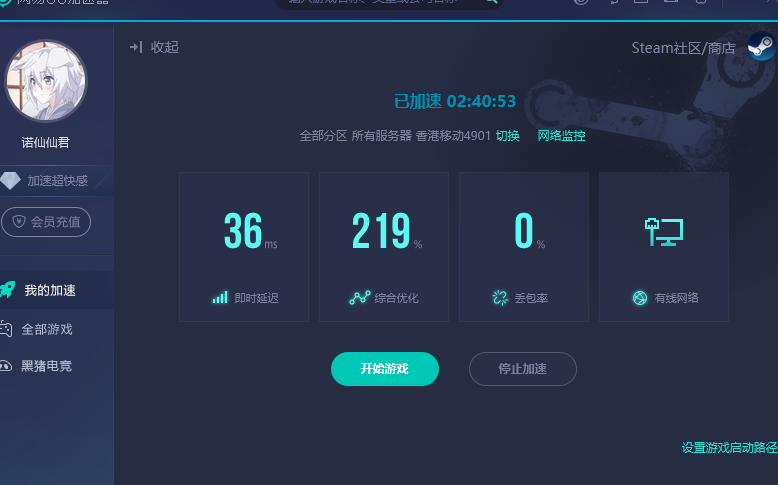 收起
Steam社区/商店
已加速 02:40:53
全部分区 所有服务器 香港移动4901 切换 网络监控
诺仙仙君
加速超快感
会员充值
我的加速
全部游戏
黑猪电竞
36 ms
即时延迟
219 %
综合优化
0 %
丢包率
有线网络
开始游戏
停止加速
设置游戏启动路径